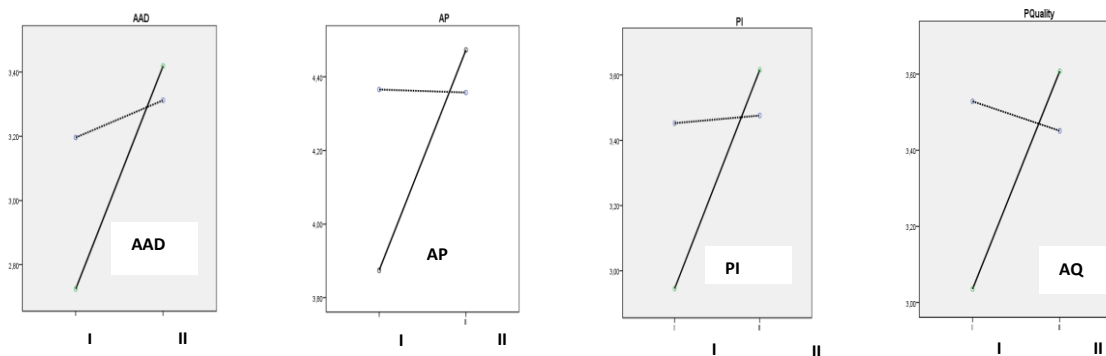 AAD
3,40
3,20
3,00
2,80
AAD
I II
AP
4,40
4,20
4,00
3,80
AP
I II
PI
3,60
3,40
3,20
3,00
PI
I II
PQuality
3,60
3,40
3,20
3,00
AQ
I II